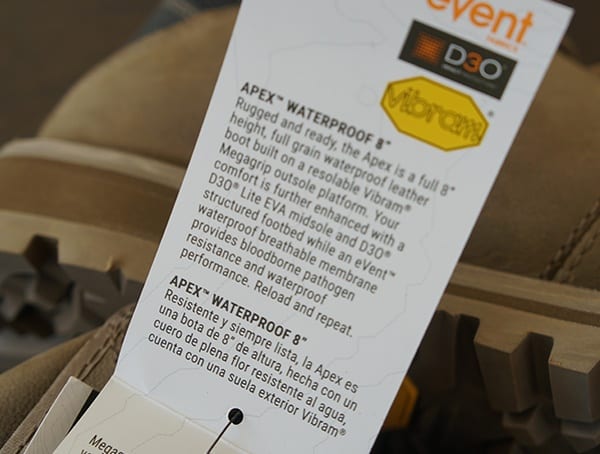 eVent
FABRICS
D3O
Vibram®
APEX™ WATERPROOF 8"
Rugged and ready, the Apex is a full 8"
height, full grain waterproof leather
boot built on a resolable Vibram®
Megagrip outsole platform. Your
comfort is further enhanced with a
D3O® Lite EVA midsole and D3O®
structured footbed while an eVent™
waterproof breathable membrane
provides bloodborne pathogen
resistance and waterproof
performance. Reload and repeat.
APEX™ WATERPROOF 8"
Resistente y siempre lista, la Apex es
una bota de 8" de altura, hecha con un
cuero de plena flor resistente al agua,
cuenta con una suela exterior Vibram®